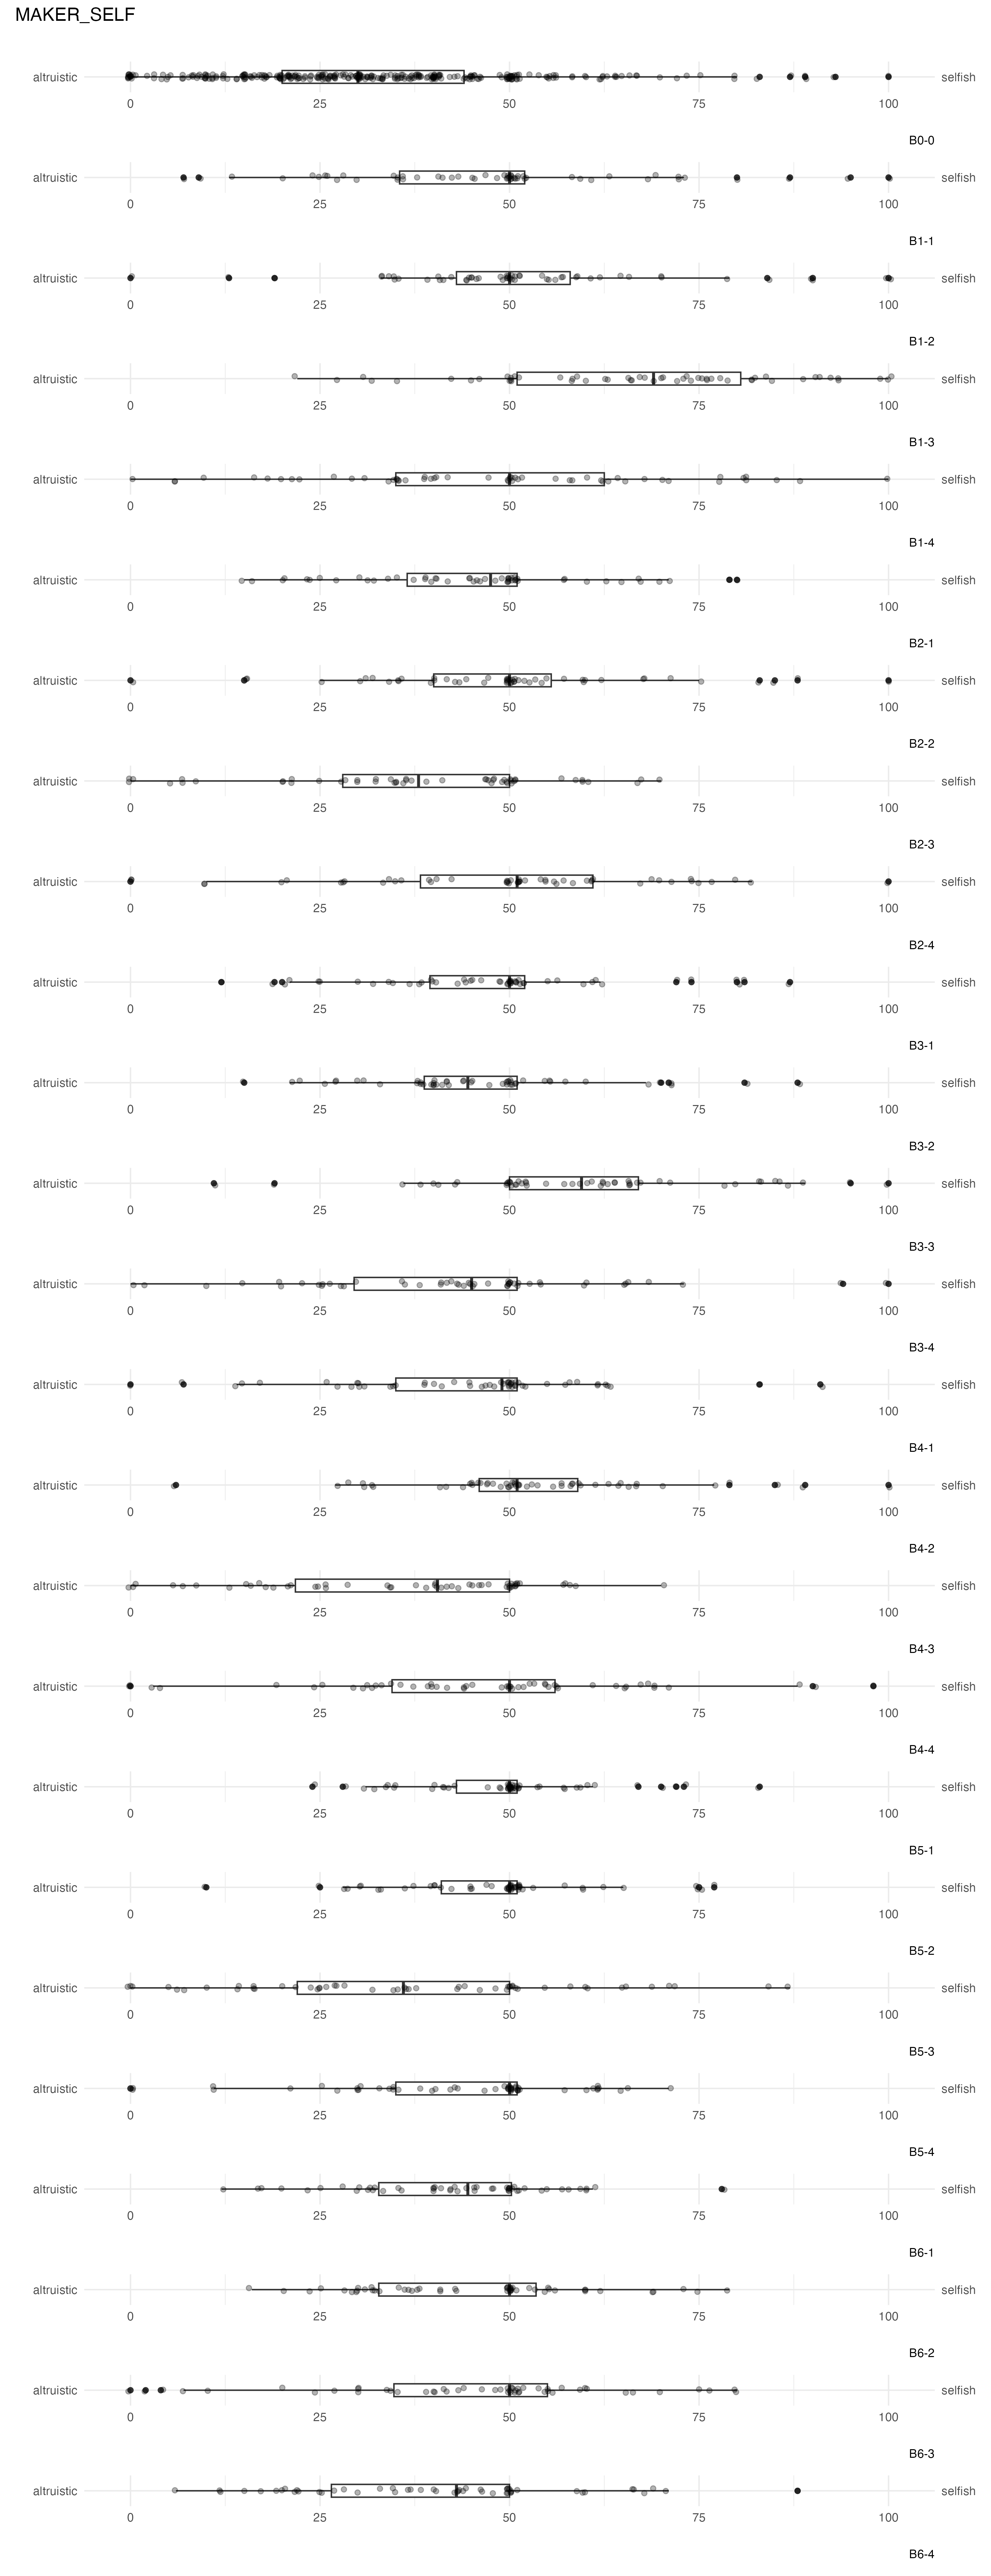 MAKER_SELF
altruistic selfish
0 25 50 75 100
B0-0
altruistic selfish
0 25 50 75 100
B1-1
altruistic selfish
0 25 50 75 100
B1-2
altruistic selfish
0 25 50 75 100
B1-3
altruistic selfish
0 25 50 75 100
B1-4
altruistic selfish
0 25 50 75 100
B2-1
altruistic selfish
0 25 50 75 100
B2-2
altruistic selfish
0 25 50 75 100
B2-3
altruistic selfish
0 25 50 75 100
B2-4
altruistic selfish
0 25 50 75 100
B3-1
altruistic selfish
0 25 50 75 100
B3-2
altruistic selfish
0 25 50 75 100
B3-3
altruistic selfish
0 25 50 75 100
B3-4
altruistic selfish
0 25 50 75 100
B4-1
altruistic selfish
0 25 50 75 100
B4-2
altruistic selfish
0 25 50 75 100
B4-3
altruistic selfish
0 25 50 75 100
B4-4
altruistic selfish
0 25 50 75 100
B5-1
altruistic selfish
0 25 50 75 100
B5-2
altruistic selfish
0 25 50 75 100
B5-3
altruistic selfish
0 25 50 75 100
B5-4
altruistic selfish
0 25 50 75 100
B6-1
altruistic selfish
0 25 50 75 100
B6-2
altruistic selfish
0 25 50 75 100
B6-3
altruistic selfish
0 25 50 75 100
B6-4